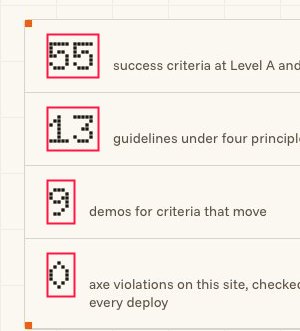 55 success criteria at Level A and
13 guidelines under four principle
9 demos for criteria that move
0 axe violations on this site, checked
every deploy